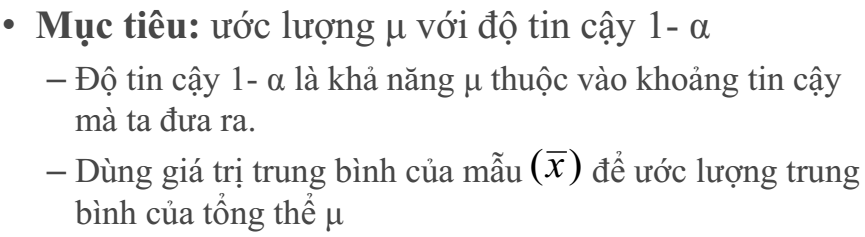 • Mục tiêu: ước lượng μ với độ tin cậy 1- α
– Độ tin cậy 1- α là khả năng μ thuộc vào khoảng tin cậy
mà ta đưa ra.
– Dùng giá trị trung bình của mẫu (x̄) để ước lượng trung
bình của tổng thể μ